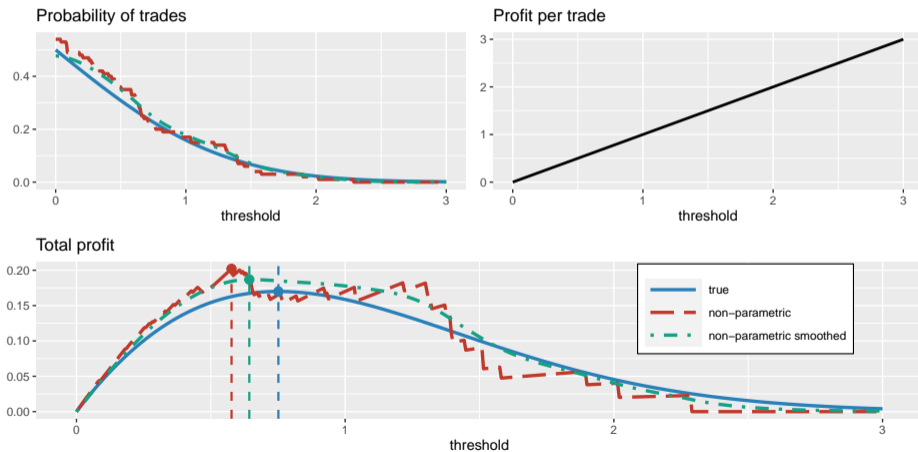 Probability of trades
0.4
0.2
0.0
0 1 2 3
threshold
Profit per trade
3
2
1
0
0 1 2 3
threshold
Total profit
0.20
0.15
0.10
0.05
0.00
0 1 2 3
threshold
true
non−parametric
non−parametric smoothed